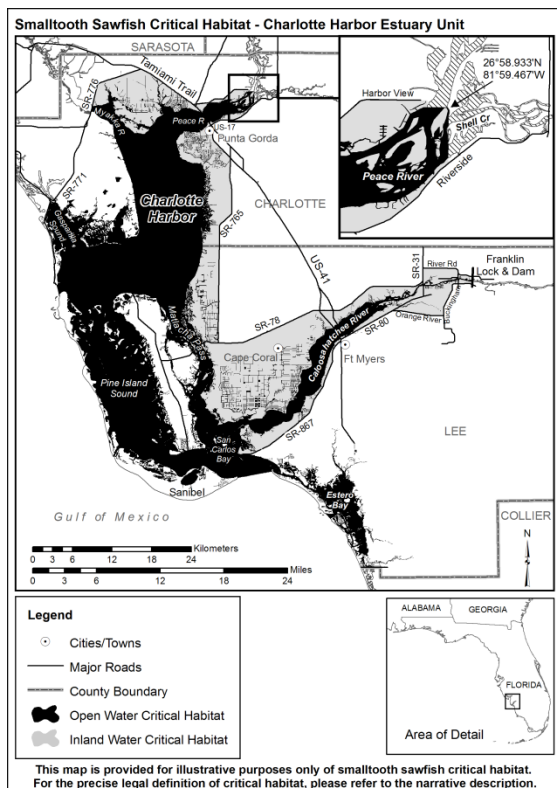 Smalltooth Sawfish Critical Habitat - Charlotte Harbor Estuary Unit
SARASOTA
Tamiami Trail
SR-776
Myakka R
Peace R
US-17
Punta Gorda
26°58.933'N
81°59.467'W
Harbor View
Shell Cr
Peace River
Riverside
SR-771
Gasparilla Sound
Charlotte
Harbor
CHARLOTTE
SR-765
US-41
SR-31
River Rd
Franklin
Lock & Dam
Buckingham
Orange River
SR-80
SR-78
Matlacha Pass
Cape Coral
Caloosahatchee River
Ft Myers
Pine Island
Sound
SR-867
LEE
San
Carlos
Bay
Sanibel
Estero
Bay
Gulf of Mexico
COLLIER
N
Kilometers
0 3 6 12 18 24
Miles
0 3 6 12 18 24
Legend
Cities/Towns
Major Roads
County Boundary
Open Water Critical Habitat
Inland Water Critical Habitat
ALABAMA
GEORGIA
FLORIDA
Area of Detail
This map is provided for illustrative purposes only of smalltooth sawfish critical habitat.
For the precise legal definition of critical habitat, please refer to the narrative description.